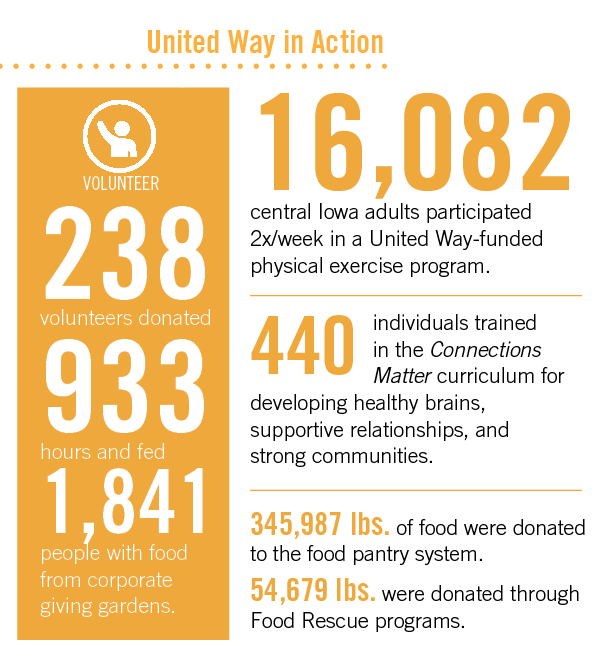 United Way in Action
VOLUNTEER
238
volunteers donated
933
hours and fed
1,841
people with food
from corporate
giving gardens.
16,082
central Iowa adults participated
2x/week in a United Way-funded
physical exercise program.
440 individuals trained
in the Connections
Matter curriculum for
developing healthy brains,
supportive relationships, and
strong communities.
345,987 lbs. of food were donated
to the food pantry system.
54,679 lbs. were donated through
Food Rescue programs.